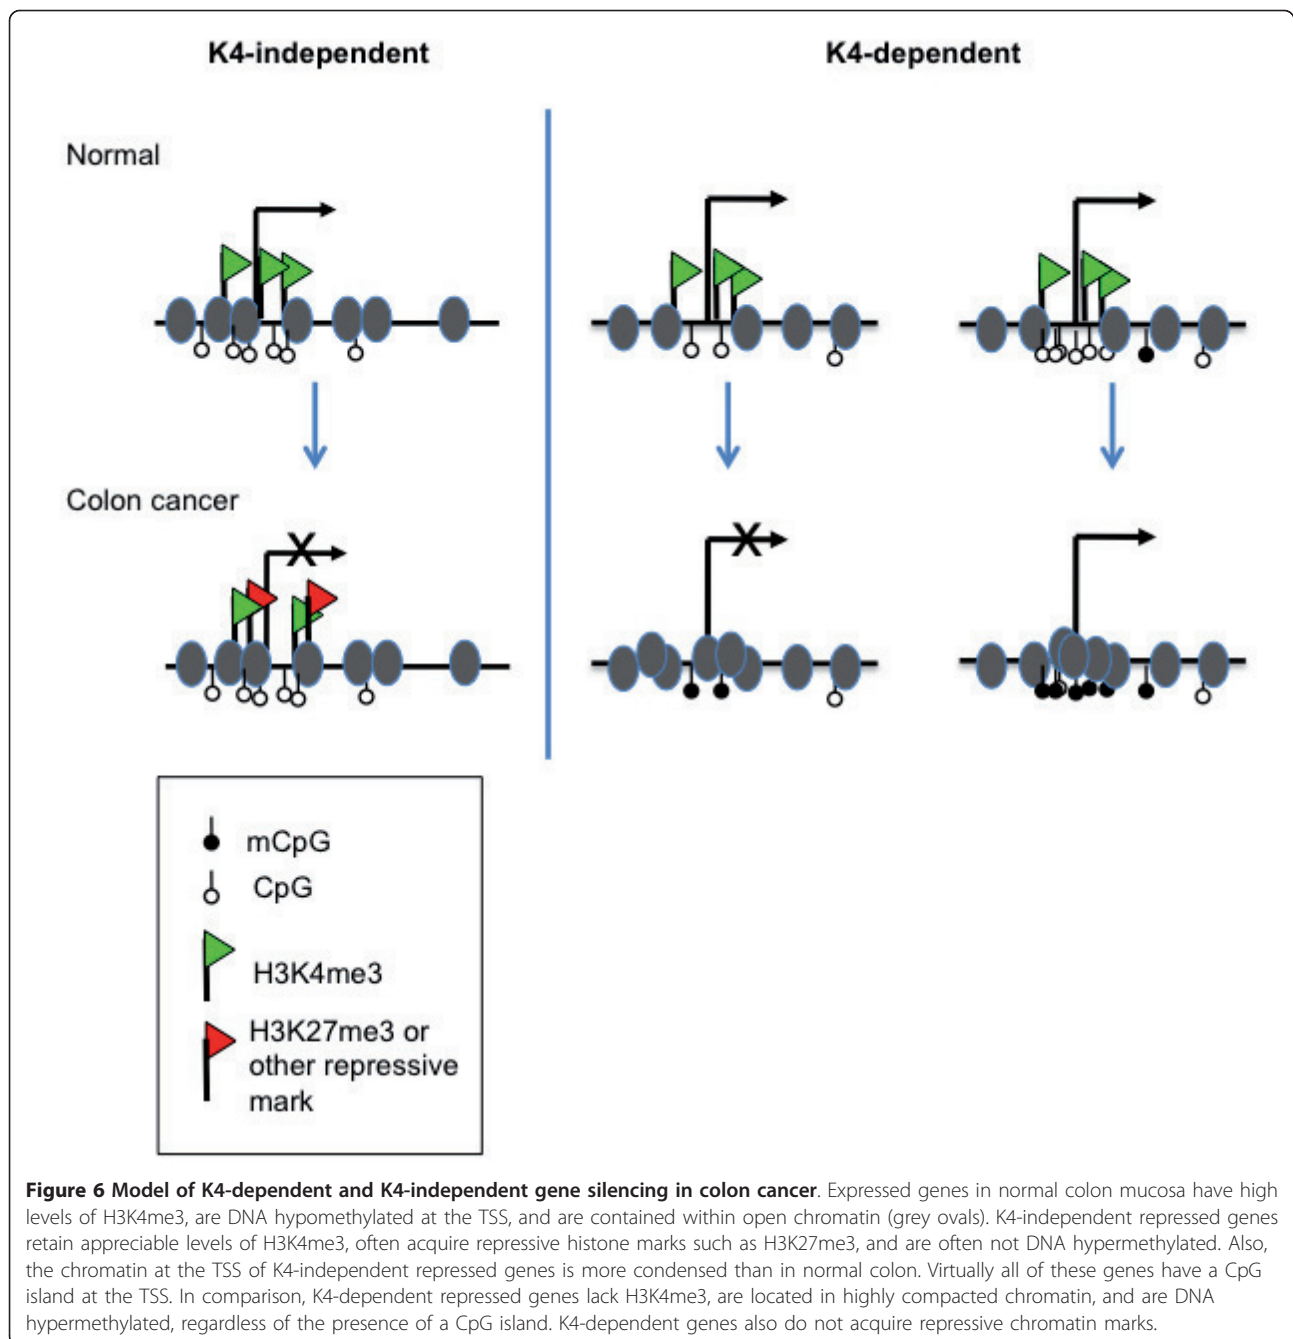 K4-independent
K4-dependent
Normal
Colon cancer
mCpG
CpG
H3K4me3
H3K27me3 or
other repressive
mark
Figure 6 Model of K4-dependent and K4-independent gene silencing in colon cancer. Expressed genes in normal colon mucosa have high
levels of H3K4me3, are DNA hypomethylated at the TSS, and are contained within open chromatin (grey ovals). K4-independent repressed genes
retain appreciable levels of H3K4me3, often acquire repressive histone marks such as H3K27me3, and are often not DNA hypermethylated. Also,
the chromatin at the TSS of K4-independent repressed genes is more condensed than in normal colon. Virtually all of these genes have a CpG
island at the TSS. In comparison, K4-dependent repressed genes lack H3K4me3, are located in highly compacted chromatin, and are DNA
hypermethylated, regardless of the presence of a CpG island. K4-dependent genes also do not acquire repressive chromatin marks.